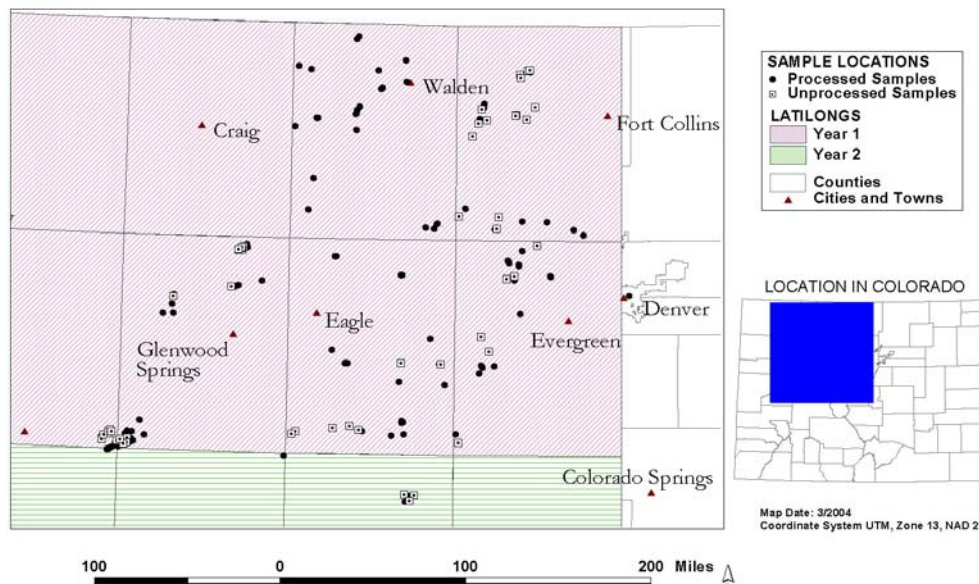 Walden
Craig
Fort Collins
Eagle
Denver
Evergreen
Glenwood
Springs
Colorado Springs
SAMPLE LOCATIONS
Processed Samples
Unprocessed Samples
LATILONGS
Year 1
Year 2
Counties
Cities and Towns
LOCATION IN COLORADO
Map Date: 3/2004
Coordinate System UTM, Zone 13, NAD 2
100 0 100 200 Miles